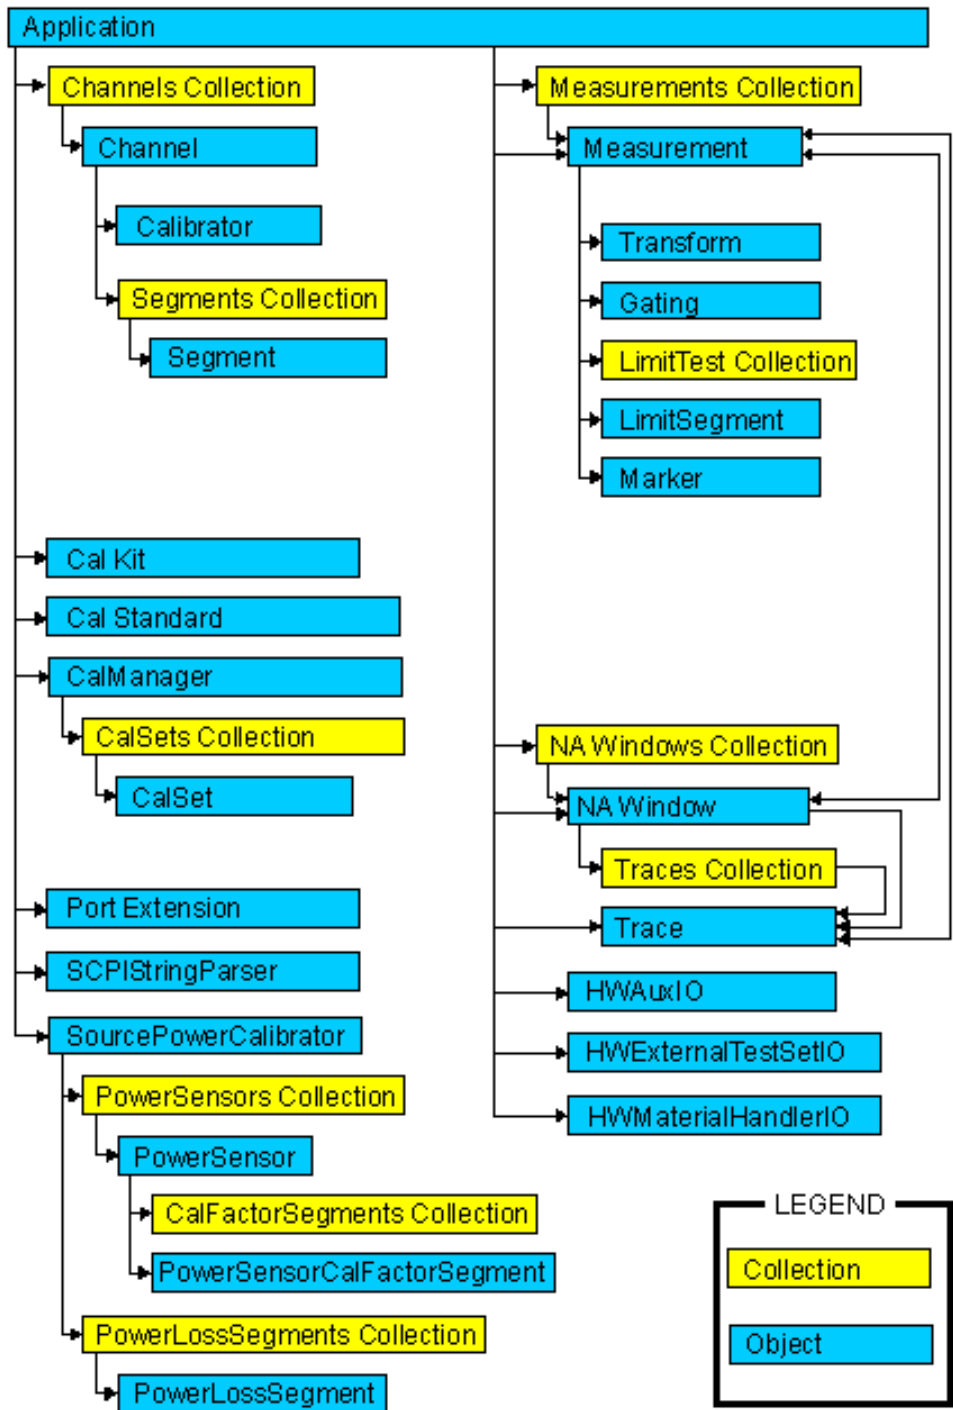 Application
Channels Collection
Channel
Calibrator
Segments Collection
Segment
Cal Kit
Cal Standard
CalManager
CalSets Collection
CalSet
Port Extension
SCPIStringParser
SourcePowerCalibrator
PowerSensors Collection
PowerSensor
CalFactorSegments Collection
PowerSensorCalFactorSegment
PowerLossSegments Collection
PowerLossSegment
Measurements Collection
Measurement
Transform
Gating
LimitTest Collection
LimitSegment
Marker
NA Windows Collection
NA Window
Traces Collection
Trace
HWAuxIO
HWExternalTestSetIO
HWMaterialHandlerIO
LEGEND
Collection
Object